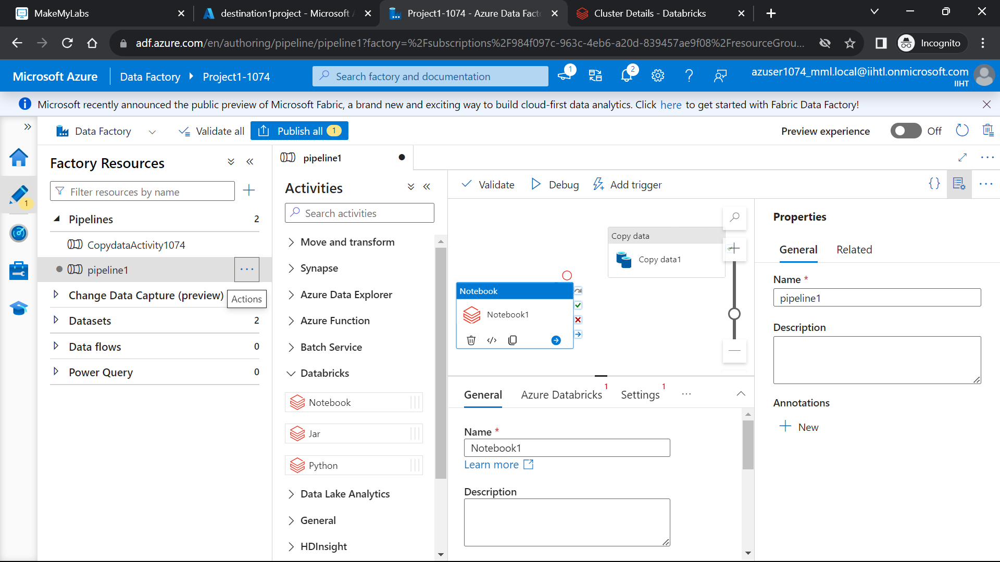 MakeMyLabs
destination1project - Microsoft A
Project1-1074 - Azure Data Facto
Cluster Details - Databricks
adf.azure.com/en/authoring/pipeline/pipeline1?factory=%2Fsubscriptions%2F984f097c-963c-4eb6-a20d-839457ae9f08%2FresourceGrou...
Incognito
Microsoft Azure
Data Factory
Project1-1074
Search factory and documentation
1
2
azuser1074_mml.local@iihtl.onmicrosoft.com
IIHT
Microsoft recently announced the public preview of Microsoft Fabric, a brand new and exciting way to build cloud-first data analytics. Click here to get started with Fabric Data Factory!
Data Factory
Validate all
Publish all 1
Preview experience
Off
1
Factory Resources
Filter resources by name
Pipelines 2
CopydataActivity1074
pipeline1
Change Data Capture (preview)
Actions
Datasets 2
Data flows 0
Power Query 0
pipeline1
Activities
Search activities
Move and transform
Synapse
Azure Data Explorer
Azure Function
Batch Service
Databricks
Notebook
Jar
Python
Data Lake Analytics
General
HDInsight
Validate
Debug
Add trigger
Copy data
Copy data1
Notebook
Notebook1
General
Azure Databricks 1
Settings 1
Name *
Notebook1
Learn more
Description
Properties
General
Related
Name *
pipeline1
Description
Annotations
New